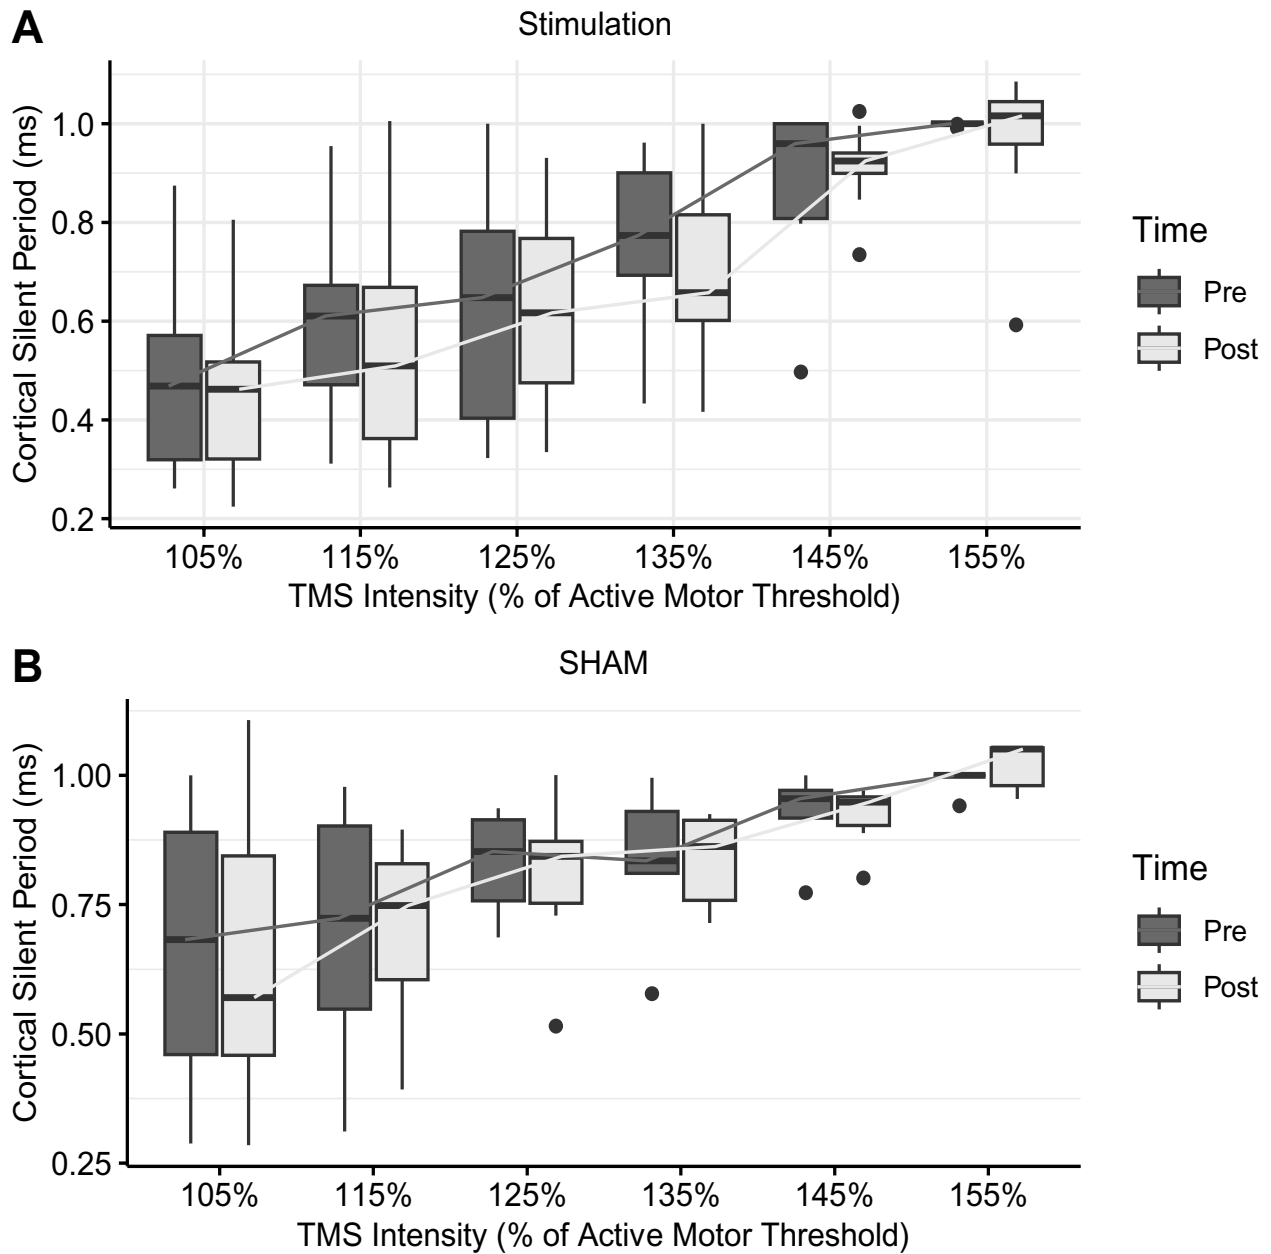 A
Stimulation
Cortical Silent Period (ms)
1.0
0.8
0.6
0.4
0.2
105% 115% 125% 135% 145% 155%
TMS Intensity (% of Active Motor Threshold)
Time
Pre
Post
B
SHAM
Cortical Silent Period (ms)
1.00
0.75
0.50
0.25
105% 115% 125% 135% 145% 155%
TMS Intensity (% of Active Motor Threshold)
Time
Pre
Post